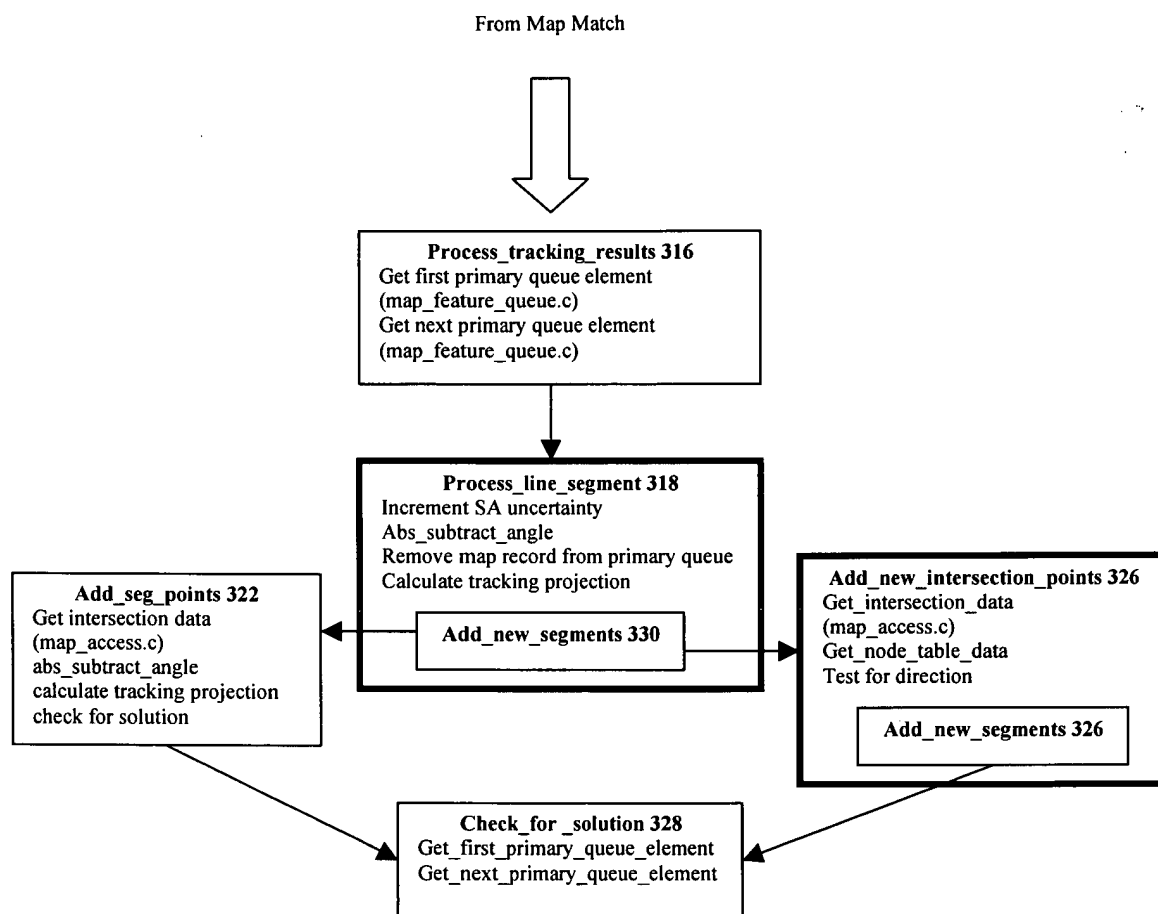 From Map Match
Process_tracking_results 316
Get first primary queue element
(map_feature_queue.c)
Get next primary queue element
(map_feature_queue.c)
Process_line_segment 318
Increment SA uncertainty
Abs_subtract_angle
Remove map record from primary queue
Calculate tracking projection
Add_new_segments 330
Add_seg_points 322
Get intersection data
(map_access.c)
abs_subtract_angle
calculate tracking projection
check for solution
Add_new_intersection_points 326
Get_intersection_data
(map_access.c)
Get_node_table_data
Test for direction
Add_new_segments 326
Check_for _solution 328
Get_first_primary_queue_element
Get_next_primary_queue_element